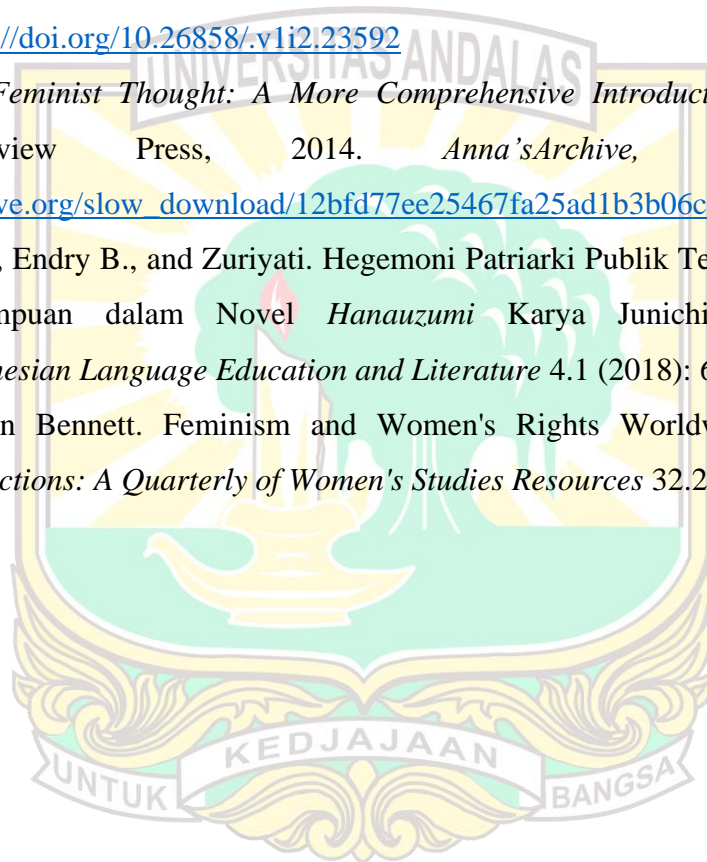 ://doi.org/10.26858/.v1i2.23592
UNIVERSITAS ANDALAS
Feminist Thought: A More Comprehensive Introduct
view Press, 2014. Anna'sArchive,
ve.org/slow_download/12bfd77ee25467fa25ad1b3b06c
, Endry B., and Zuriyati. Hegemoni Patriarki Publik Te
mpuan dalam Novel Hanauzumi Karya Junichi
nesian Language Education and Literature 4.1 (2018): 6
n Bennett. Feminism and Women's Rights Worldw
ctions: A Quarterly of Women's Studies Resources 32.2
UNTUK KEDJAJAAN BANGSA